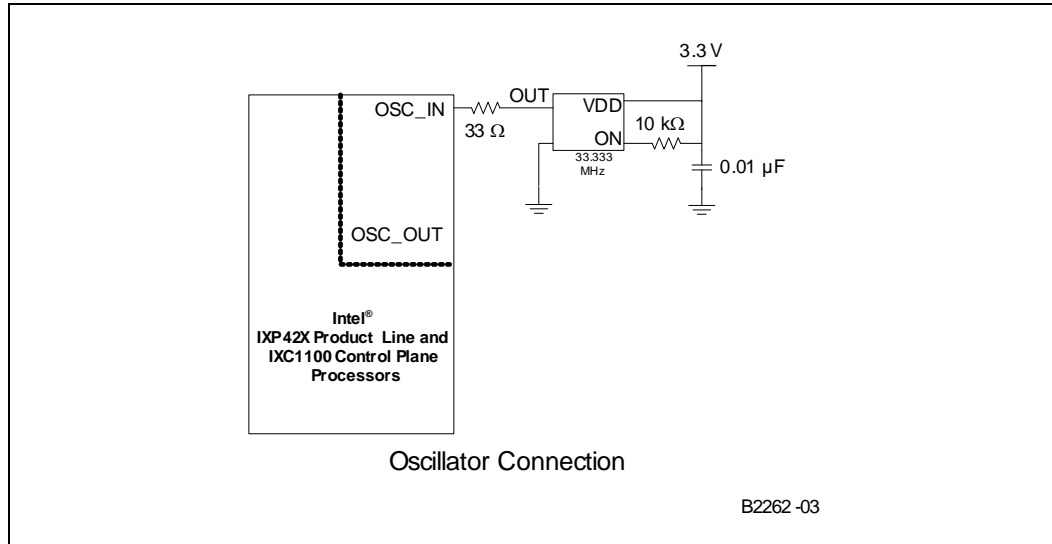 3.3 V
OSC_IN
OUT
VDD
33 Ω
ON
10 kΩ
33.333
MHz
0.01 µF
OSC_OUT
Intel®
IXP42X Product Line and
IXC1100 Control Plane
Processors
Oscillator Connection
B2262 -03